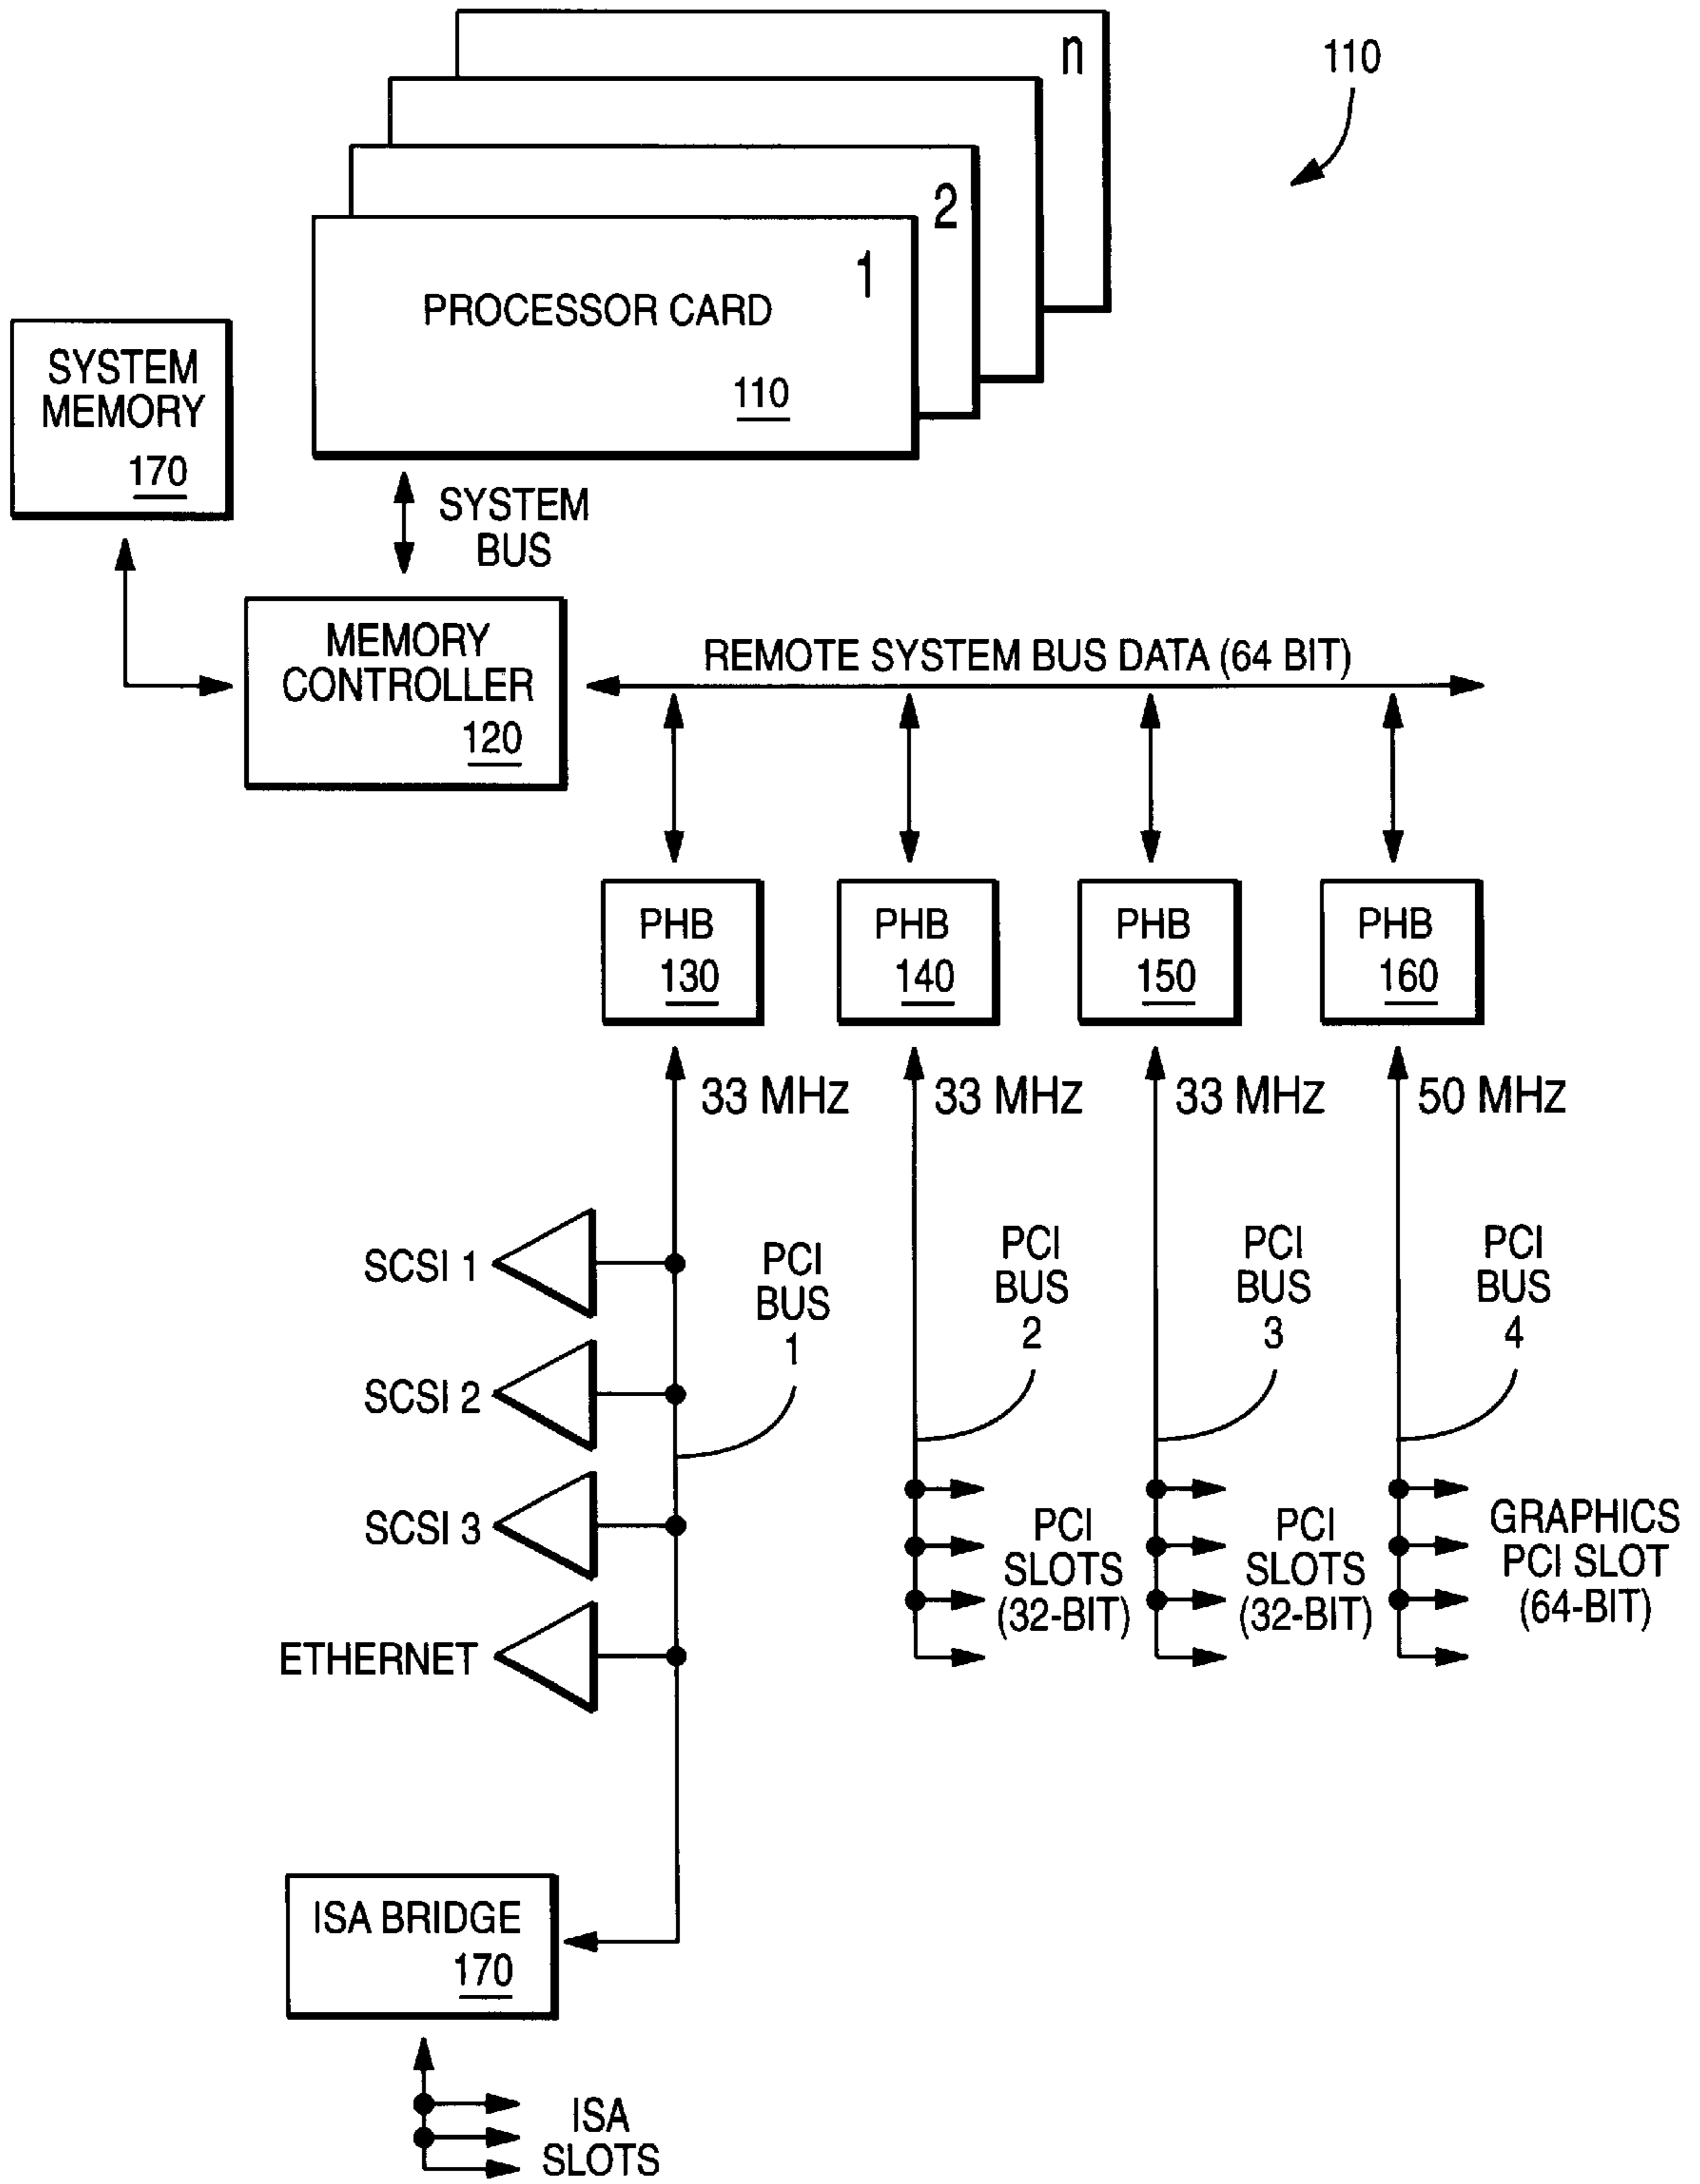 n
110
2
1
PROCESSOR CARD
110
SYSTEM
MEMORY
170
SYSTEM
BUS
MEMORY
CONTROLLER
120
REMOTE SYSTEM BUS DATA (64 BIT)
PHB
130
PHB
140
PHB
150
PHB
160
33 MHz
33 MHz
33 MHz
50 MHz
SCSI 1
SCSI 2
SCSI 3
ETHERNET
PCI
BUS
1
PCI
BUS
2
PCI
BUS
3
PCI
BUS
4
PCI
SLOTS
(32-BIT)
PCI
SLOTS
(32-BIT)
GRAPHICS
PCI SLOT
(64-BIT)
ISA BRIDGE
170
ISA
SLOTS